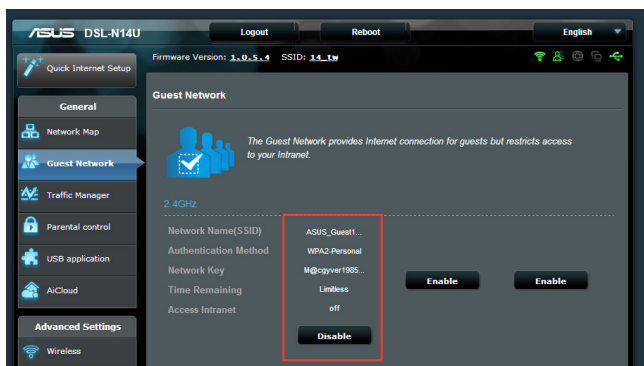 ASUS DSL-N14U Logout Reboot English
Firmware Version: 1.0.5.4 SSID: 14_tw
Quick Internet Setup
General
Network Map
Guest Network
Traffic Manager
Parental control
USB application
AiCloud
Advanced Settings
Wireless
Guest Network
The Guest Network provides Internet connection for guests but restricts access
to your Intranet.
2.4GHz
Network Name(SSID) ASUS_Guest1...
Authentication Method WPA2-Personal
Network Key M@cgyver1985...
Time Remaining Limitless
Access Intranet off
Disable
Enable Enable